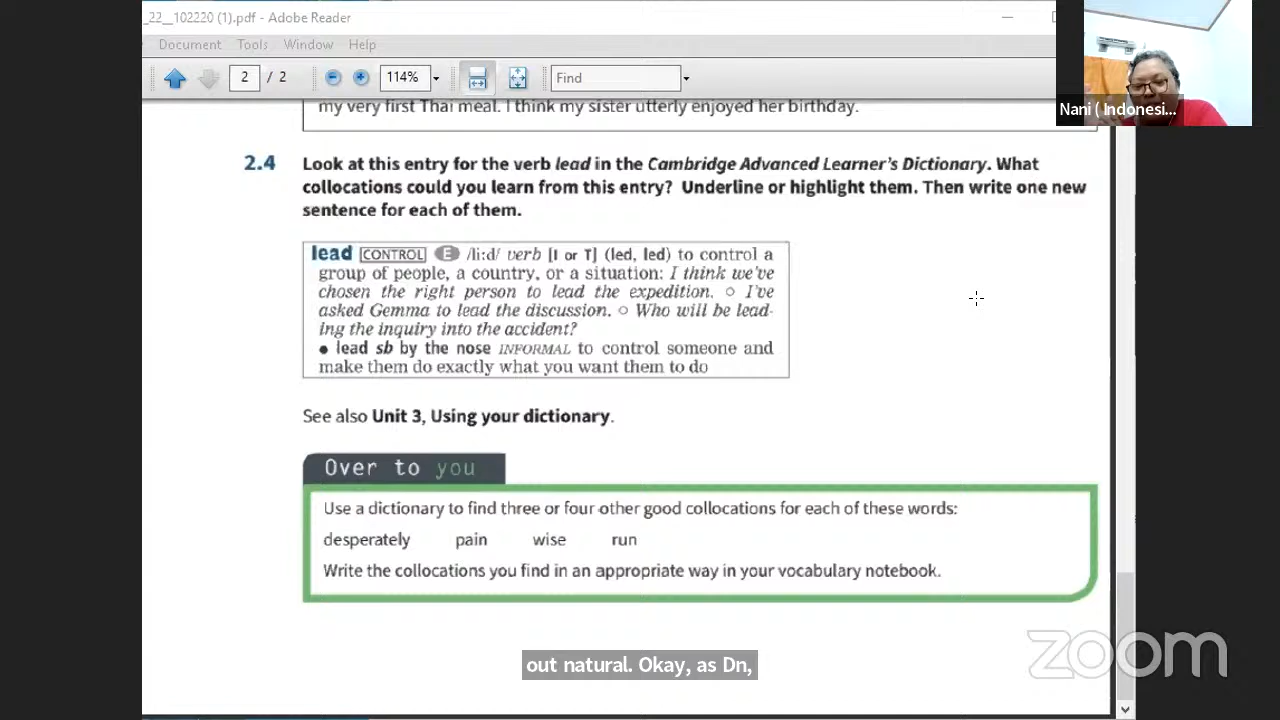 _22__102220 (1).pdf - Adobe Reader
Document Tools Window Help
2 / 2 114% Find
Nani ( Indonesi...
my very first Thai meal. I think my sister utterly enjoyed her birthday.
2.4 Look at this entry for the verb lead in the Cambridge Advanced Learner's Dictionary. What
collocations could you learn from this entry? Underline or highlight them. Then write one new
sentence for each of them.
lead CONTROL E /liːd/ verb [I or T] (led, led) to control a
group of people, a country, or a situation: I think we've
chosen the right person to lead the expedition. ○ I've
asked Gemma to lead the discussion. ○ Who will be lead-
ing the inquiry into the accident?
● lead sb by the nose INFORMAL to control someone and
make them do exactly what you want them to do
See also Unit 3, Using your dictionary.
Over to you
Use a dictionary to find three or four other good collocations for each of these words:
desperately pain wise run
Write the collocations you find in an appropriate way in your vocabulary notebook.
zoom
out natural. Okay, as Dn,